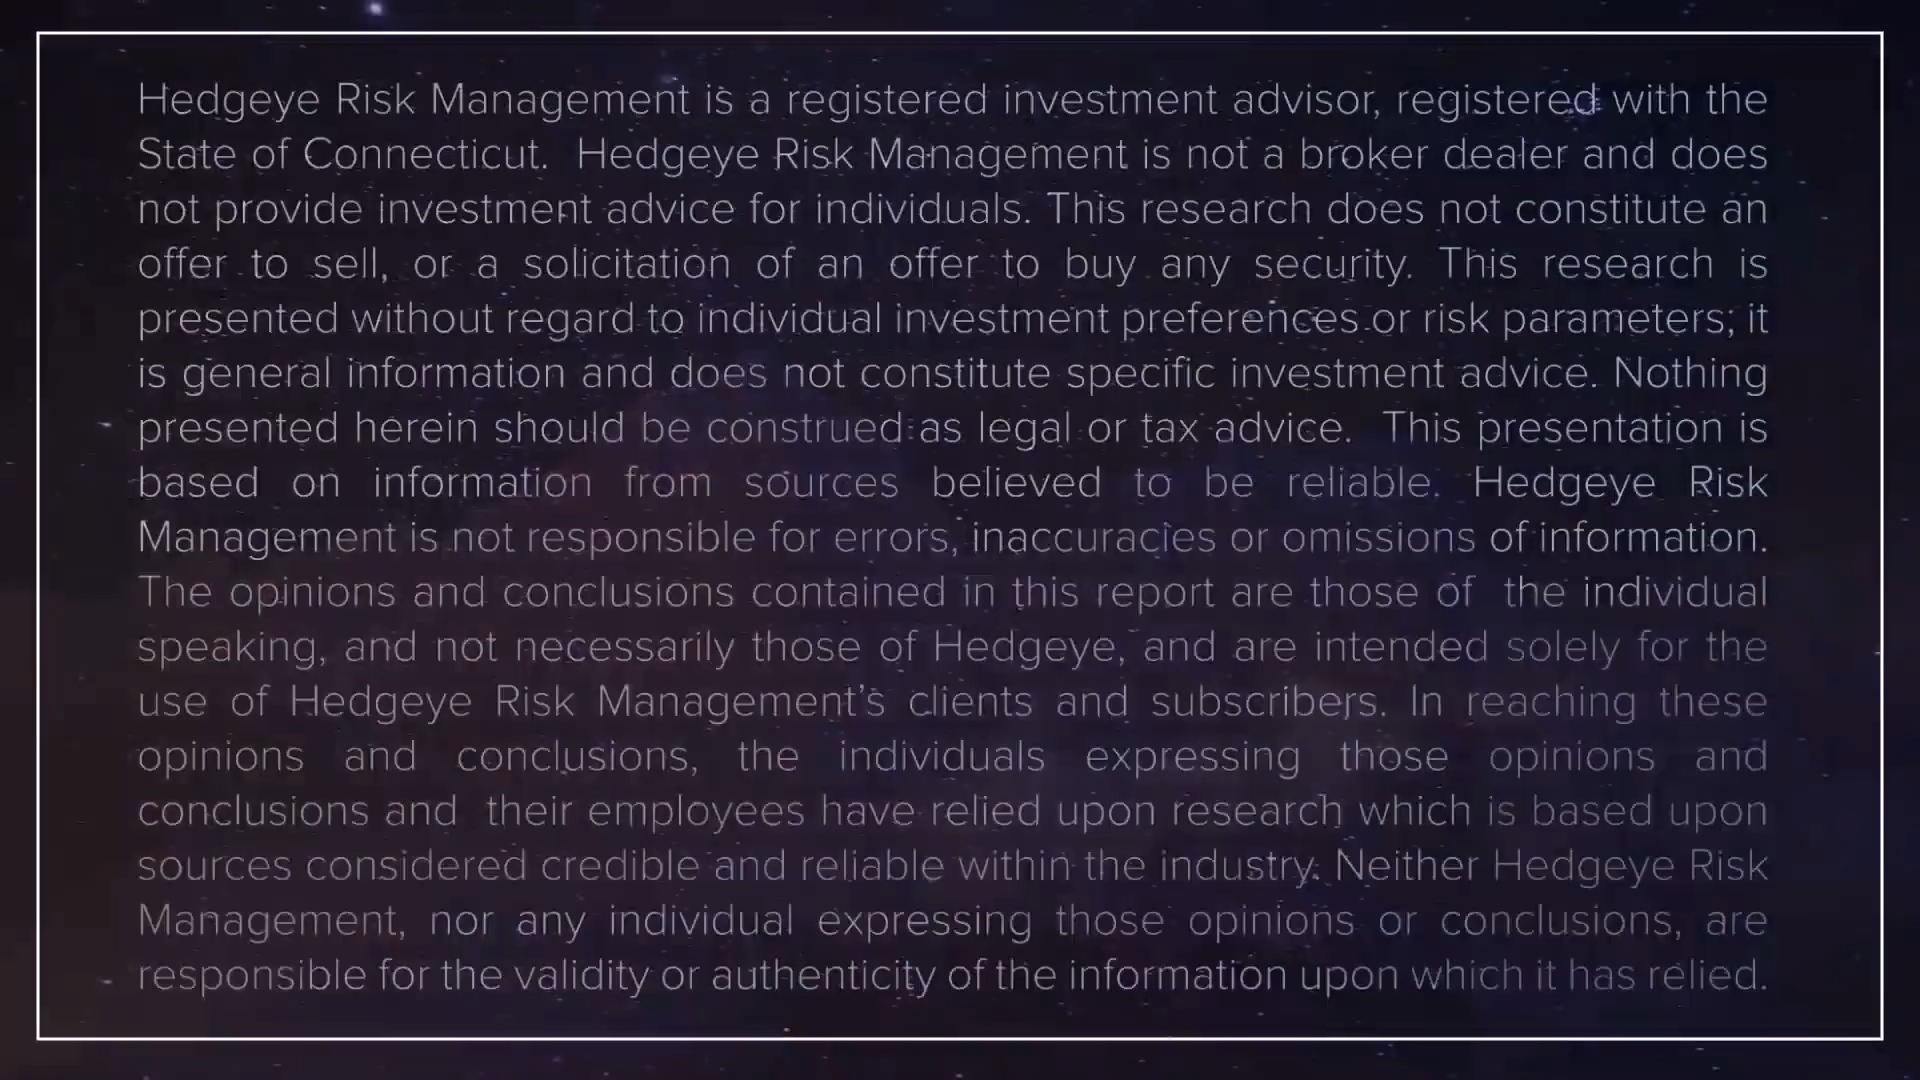 Hedgeye Risk Management is a registered investment advisor, registered with the
State of Connecticut. Hedgeye Risk Management is not a broker dealer and does
not provide investment advice for individuals. This research does not constitute an
offer to sell, or a solicitation of an offer to buy any security. This research is
presented without regard to individual investment preferences or risk parameters; it
is general information and does not constitute specific investment advice. Nothing
presented herein should be construed as legal or tax advice. This presentation is
based on information from sources believed to be reliable. Hedgeye Risk
Management is not responsible for errors, inaccuracies or omissions of information.
The opinions and conclusions contained in this report are those of the individual
speaking, and not necessarily those of Hedgeye, and are intended solely for the
use of Hedgeye Risk Management’s clients and subscribers. In reaching these
opinions and conclusions, the individuals expressing those opinions and
conclusions and their employees have relied upon research which is based upon
sources considered credible and reliable within the industry. Neither Hedgeye Risk
Management, nor any individual expressing those opinions or conclusions, are
responsible for the validity or authenticity of the information upon which it has relied.